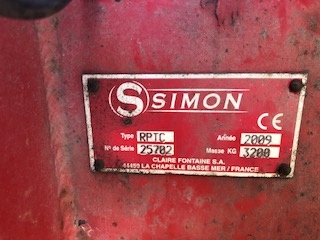 S SIMON
CE
Type RPTC Année 2009
N° de Série 25702 Masse KG 3200
CLAIRE FONTAINE S.A.
44450 LA CHAPELLE BASSE MER / FRANCE